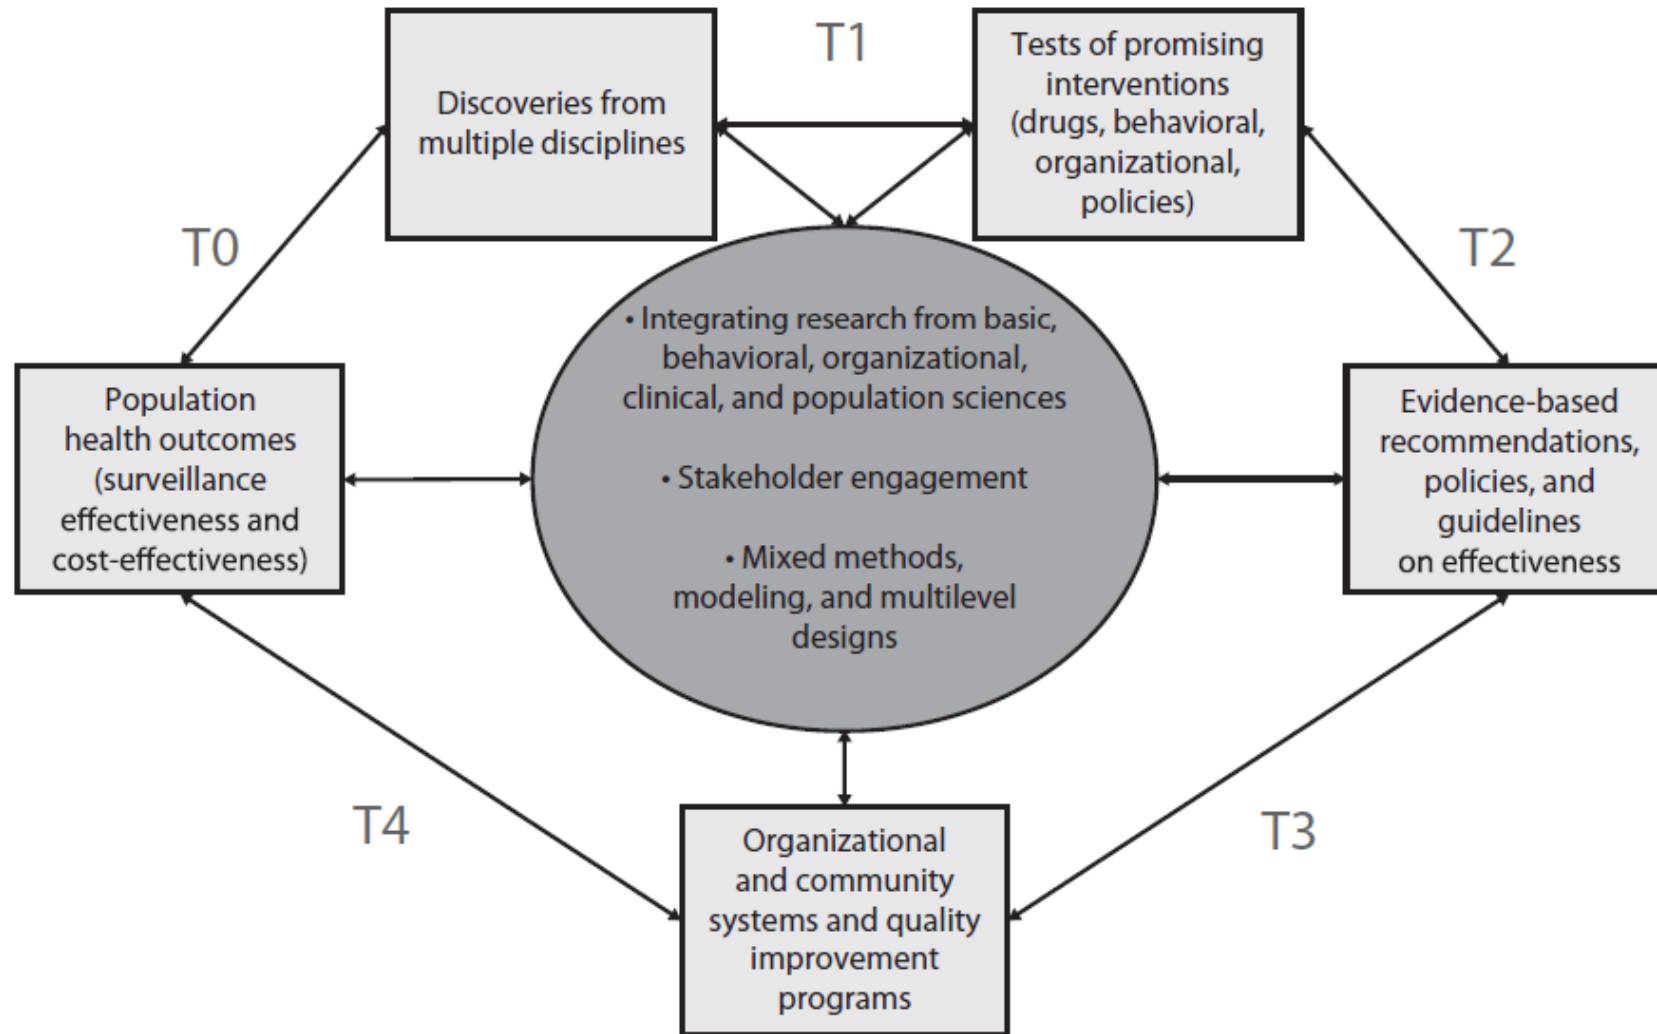 T1
Discoveries from
multiple disciplines
Tests of promising
interventions
(drugs, behavioral,
organizational,
policies)
T0
T2
• Integrating research from basic,
behavioral, organizational,
clinical, and population sciences
• Stakeholder engagement
• Mixed methods,
modeling, and multilevel
designs
Population
health outcomes
(surveillance
effectiveness and
cost-effectiveness)
Evidence-based
recommendations,
policies, and
guidelines
on effectiveness
T4
T3
Organizational
and community
systems and quality
improvement
programs